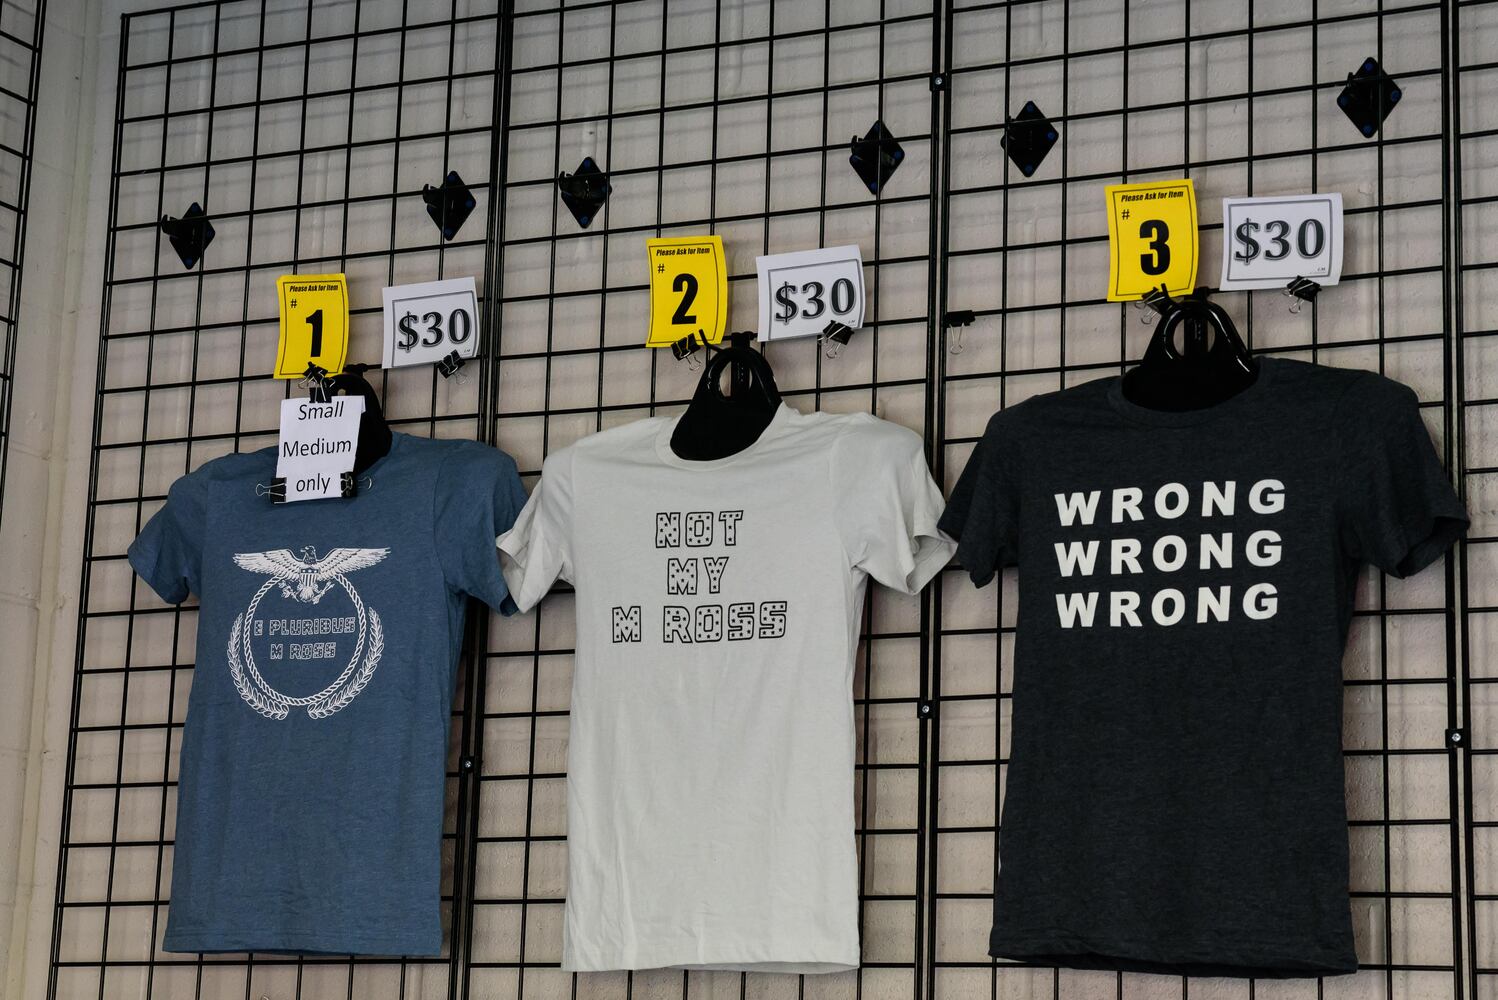 Please Ask for Item
# 1
$30
Small
Medium
only
E PLURIBUS
M ROSS
Please Ask for Item
# 2
$30
NOT
MY
M ROSS
Please Ask for Item
# 3
$30
WRONG
WRONG
WRONG